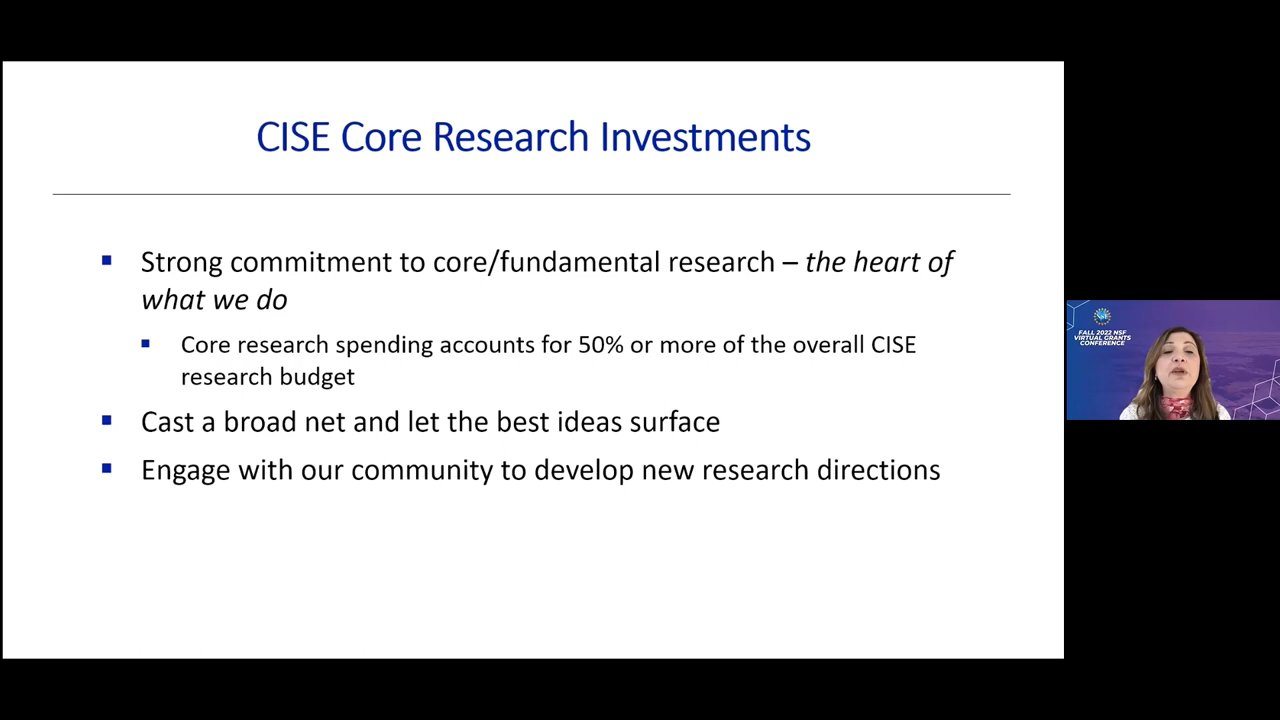 CISE Core Research Investments
Strong commitment to core/fundamental research – the heart of
what we do
Core research spending accounts for 50% or more of the overall CISE
research budget
Cast a broad net and let the best ideas surface
Engage with our community to develop new research directions
FALL 2022 NSF
VIRTUAL GRANTS
CONFERENCE